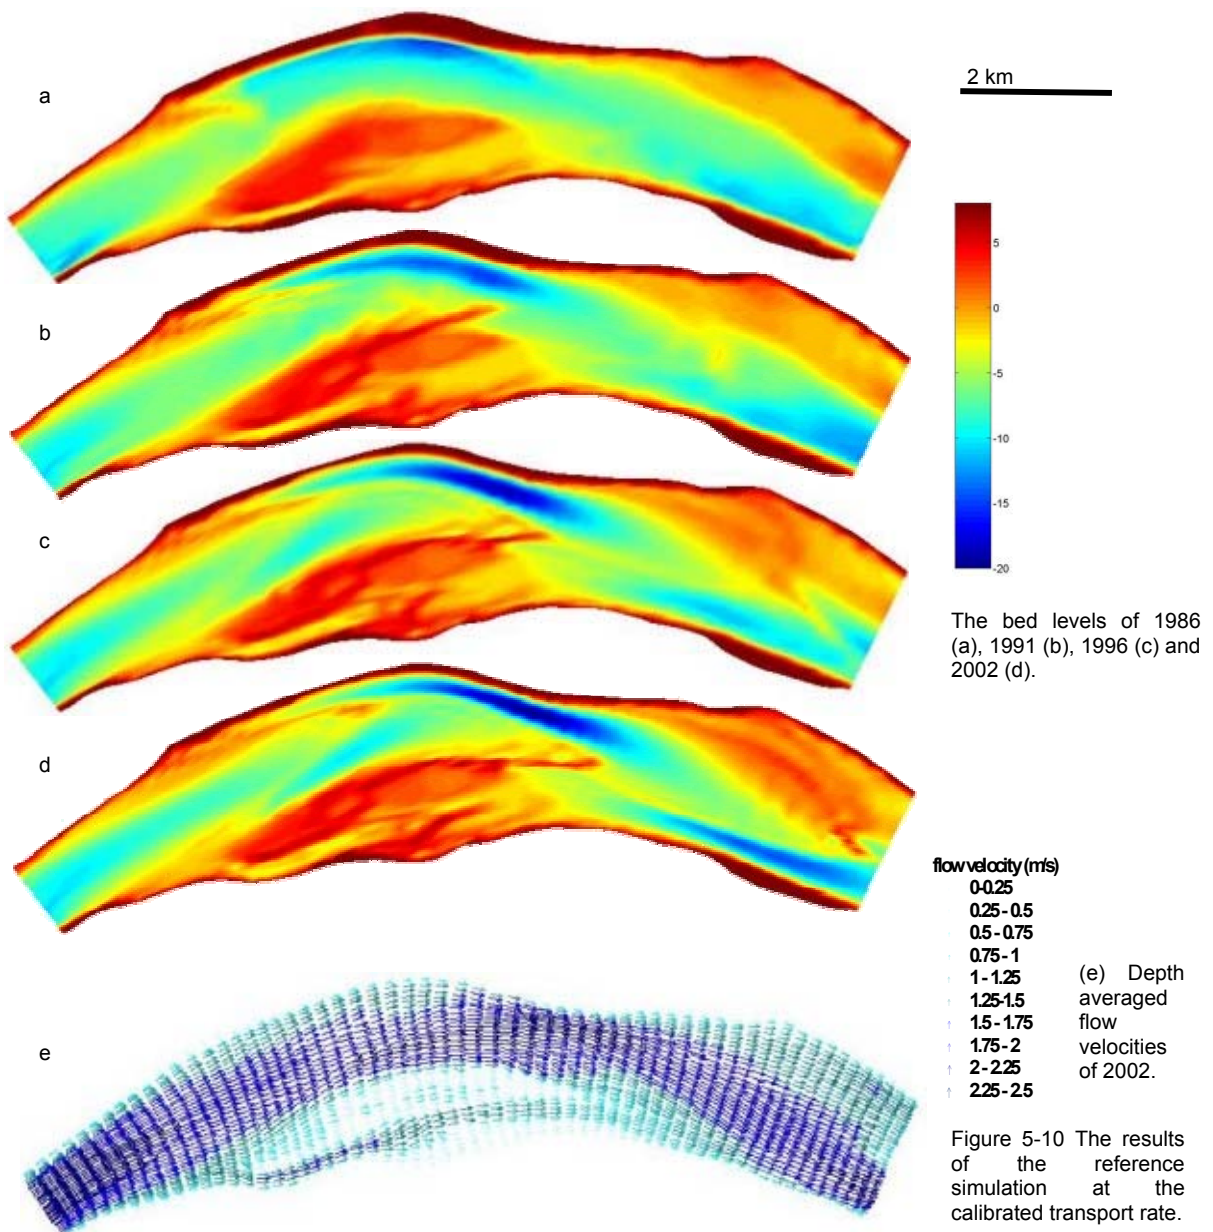 a
2 km
b
5
0
-5
-10
-15
-20
c
The bed levels of 1986
(a), 1991 (b), 1996 (c) and
2002 (d).
d
flow velocity (m/s)
0-0.25
0.25 - 0.5
0.5 - 0.75
0.75 - 1
1 - 1.25
1.25-1.5
1.5 - 1.75
1.75 - 2
2 - 2.25
2.25 - 2.5
(e) Depth
averaged
flow
velocities
of 2002.
e
Figure 5-10 The results
of the reference
simulation at the
calibrated transport rate.